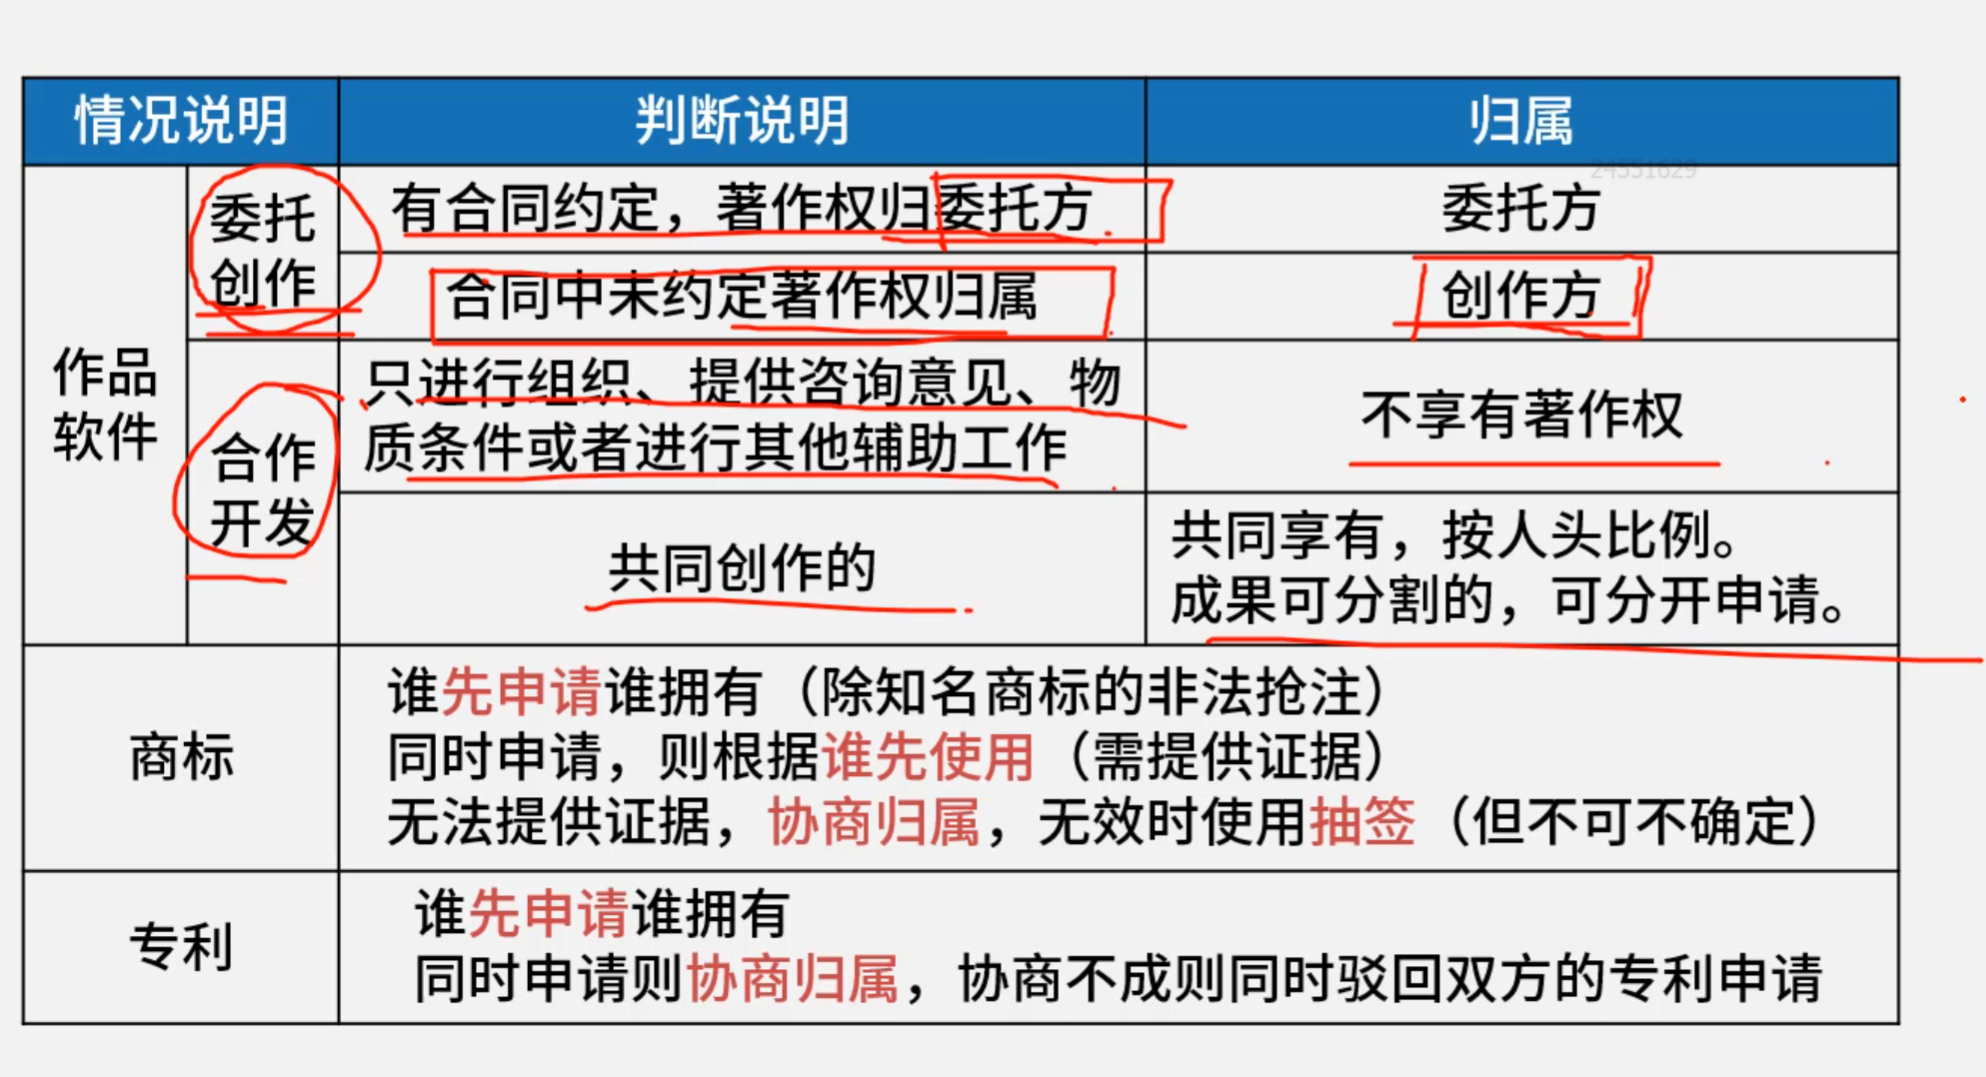 情况说明 判断说明 归属
24551629
作品
软件
委托
创作
有合同约定，著作权归委托方 委托方
合同中未约定著作权归属 创作方
合作
开发
只进行组织、提供咨询意见、物
质条件或者进行其他辅助工作
不享有著作权
共同创作的
共同享有，按人头比例。
成果可分割的，可分开申请。
商标
谁先申请谁拥有（除知名商标的非法抢注）
同时申请，则根据谁先使用（需提供证据）
无法提供证据，协商归属，无效时使用抽签（但不可不确定）
专利
谁先申请谁拥有
同时申请则协商归属，协商不成则同时驳回双方的专利申请